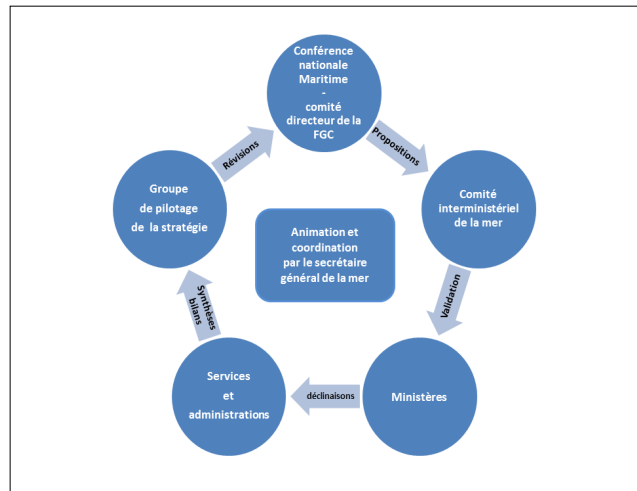 Conférence
nationale
Maritime
-
comité
directeur de la
FGC
Propositions
Comité
interministériel
de la mer
Validation
Ministères
déclinaisons
Services
et
administrations
Synthèses
bilans
Groupe
de pilotage
de la stratégie
Révisions
Animation et
coordination
par le secrétaire
général de la mer